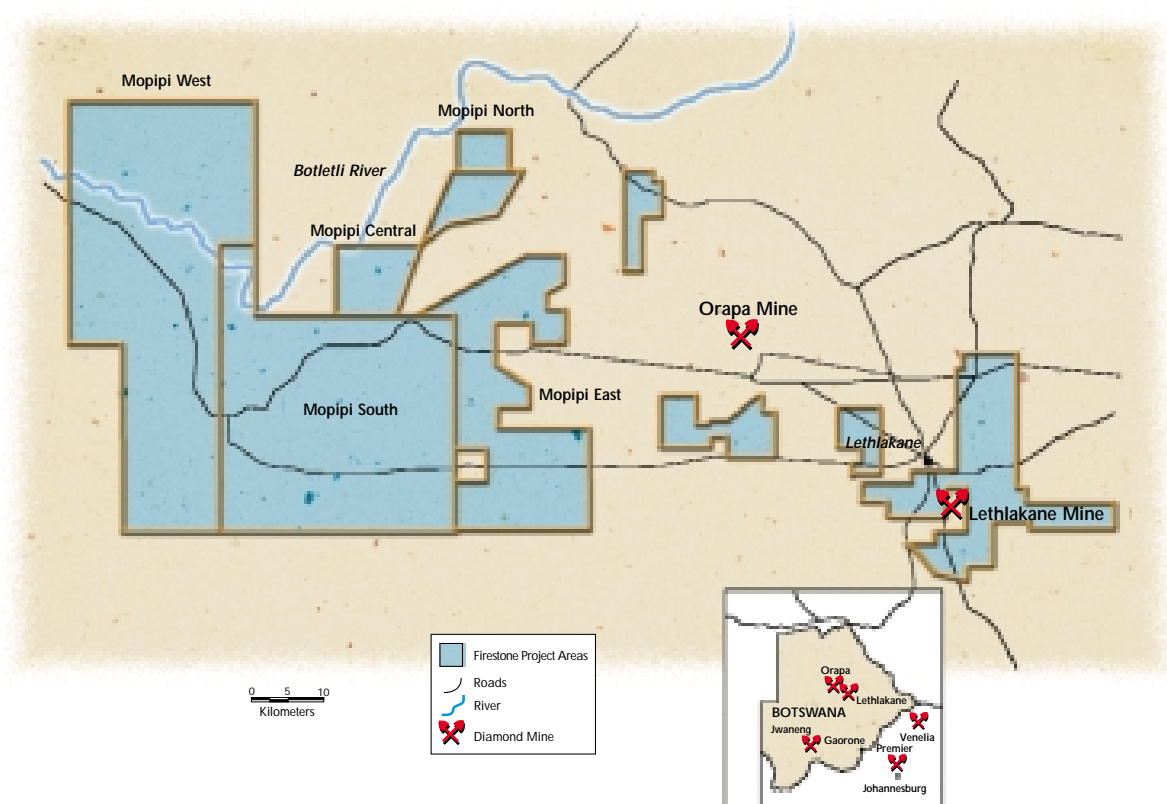 Mopipi West
Mopipi North
Botletli River
Mopipi Central
Orapa Mine
Mopipi East
Mopipi South
Lethlakane
Lethlakane Mine
Firestone Project Areas
Roads
River
Diamond Mine
0 5 10
Kilometers
Orapa
Lethlakane
BOTSWANA
Jwaneng
Gaorone
Venelia
Premier
Johannesburg